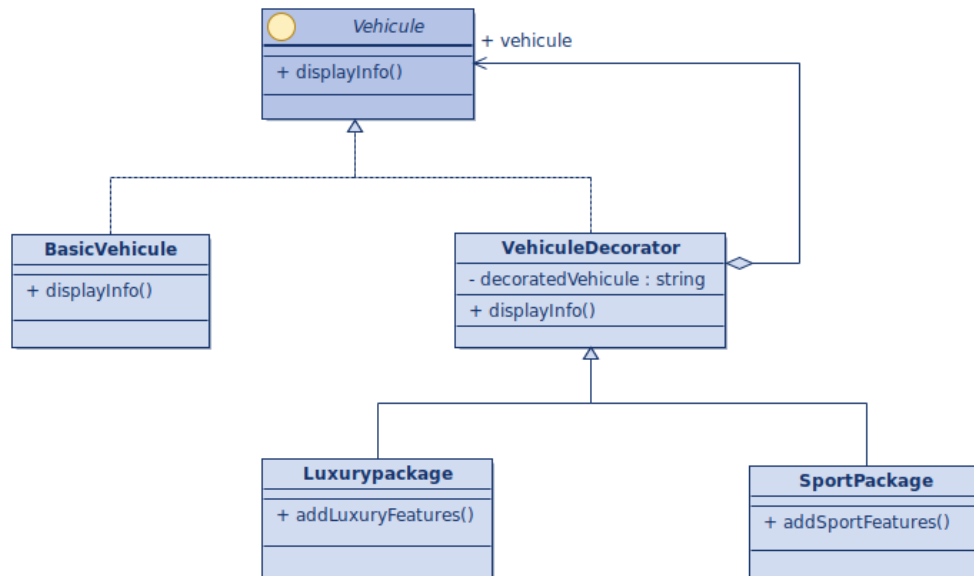 Vehicule
+ vehicule
+ displayInfo()
BasicVehicule
+ displayInfo()
VehiculeDecorator
- decoratedVehicule : string
+ displayInfo()
Luxurypackage
+ addLuxuryFeatures()
SportPackage
+ addSportFeatures()